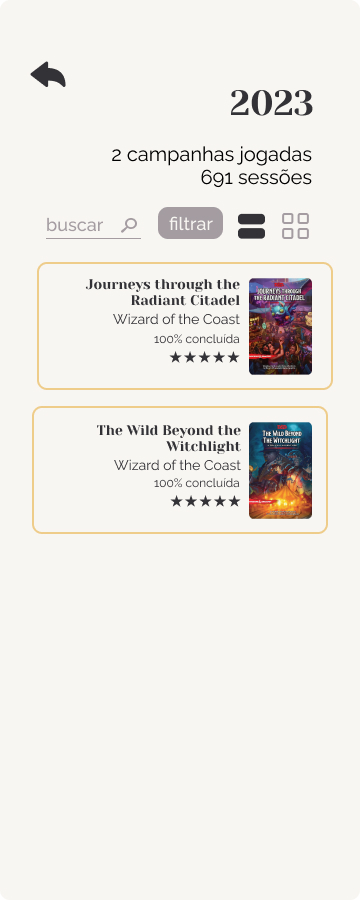 2023
2 campanhas jogadas
691 sessões
buscar
filtrar
Journeys through the
Radiant Citadel
Wizard of the Coast
100% concluída
★★★★★
JOURNEYS THROUGH
THE RADIANT CITADEL
The Wild Beyond the
Witchlight
Wizard of the Coast
100% concluída
★★★★★
THE WILD BEYOND
THE WITCHLIGHT